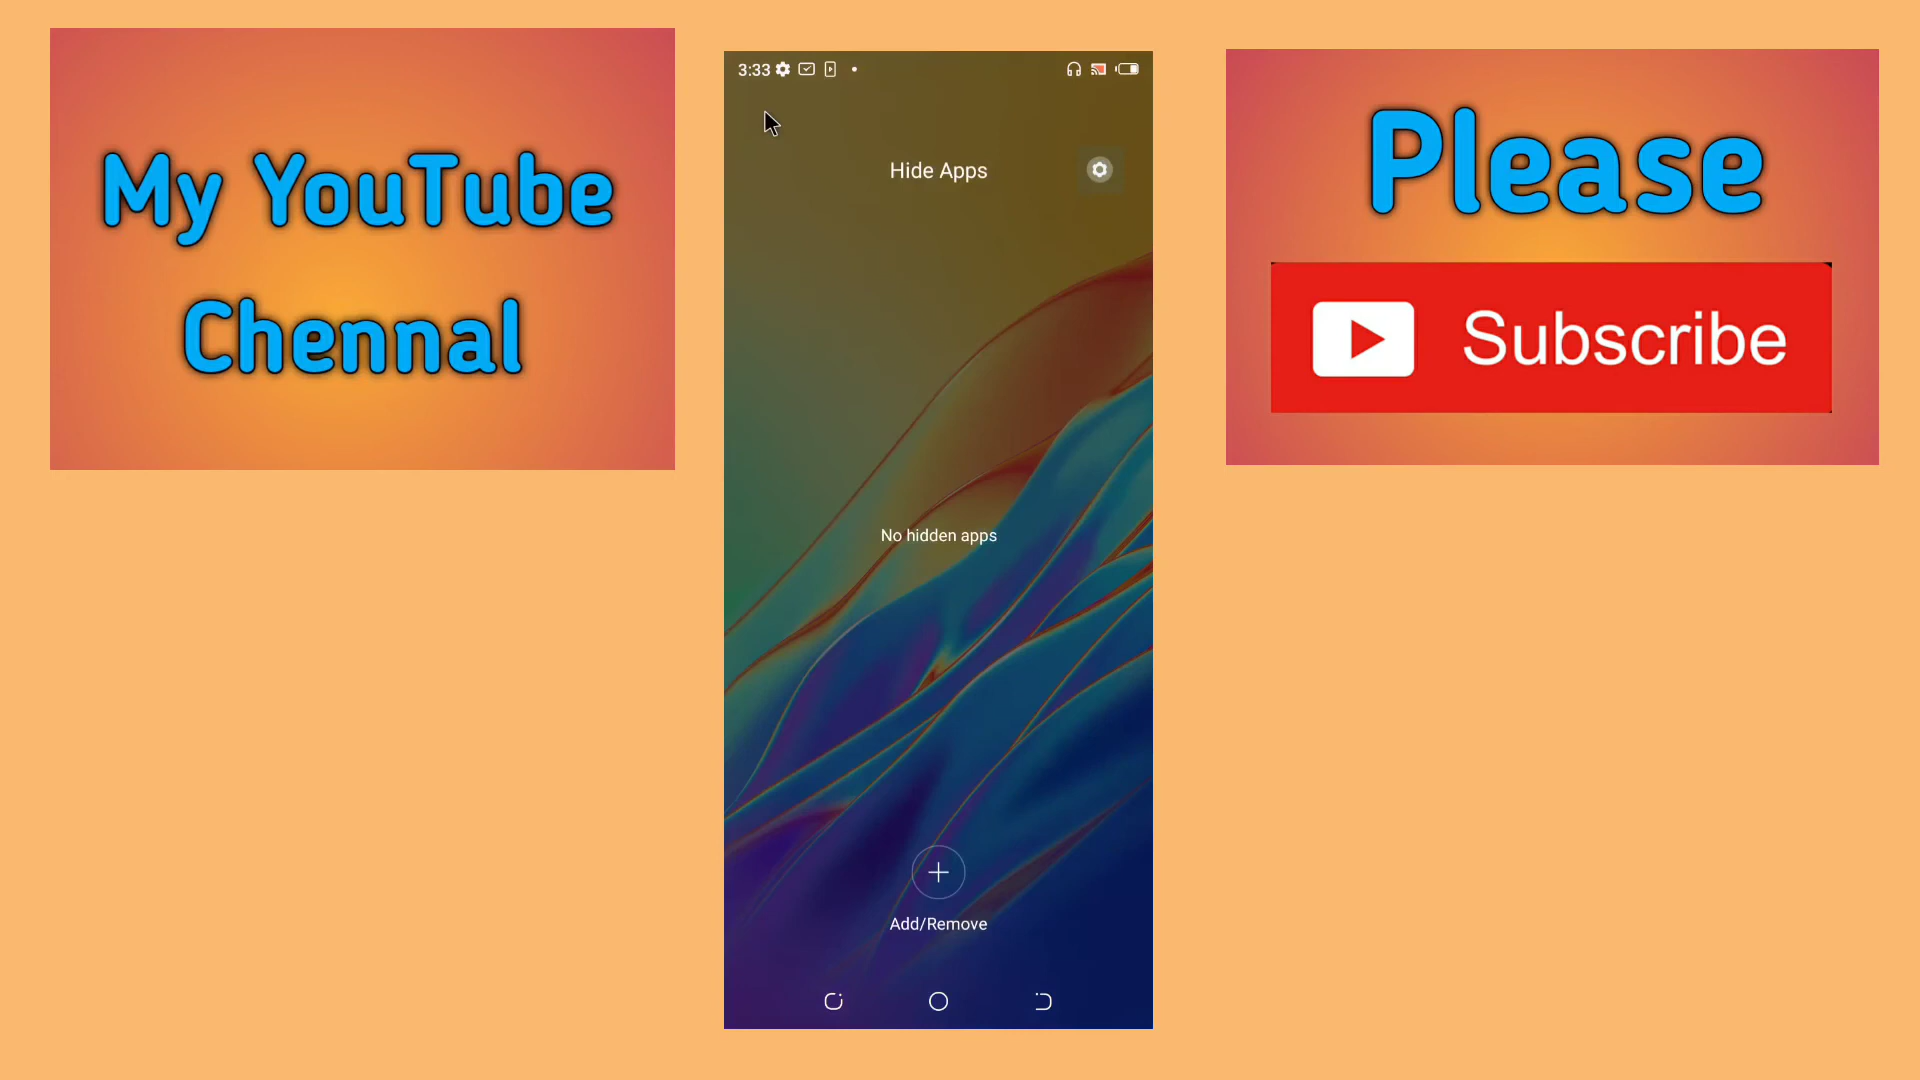 My YouTube
Chennal
3:33
Hide Apps
No hidden apps
Add/Remove
Please
Subscribe